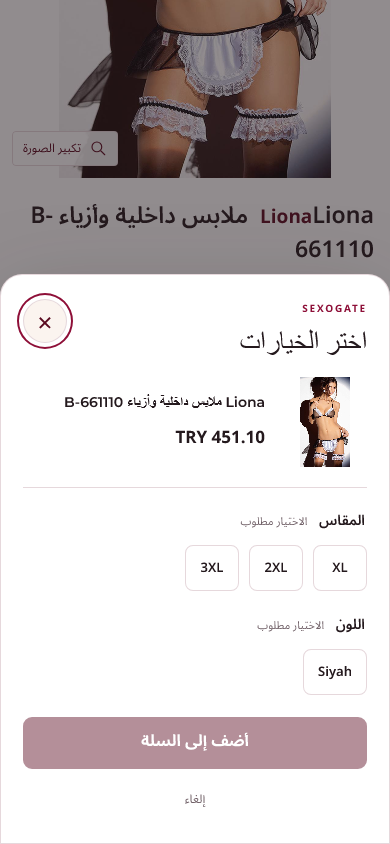 تكبير الصورة
LionaLiona ملابس داخلية وأزياء B-
661110
SEXOGATE
×
اختر الخيارات
Liona ملابس داخلية وأزياء B-661110
TRY 451.10
المقاس الاختيار مطلوب
XL 2XL 3XL
اللون الاختيار مطلوب
Siyah
أضف إلى السلة
إلغاء